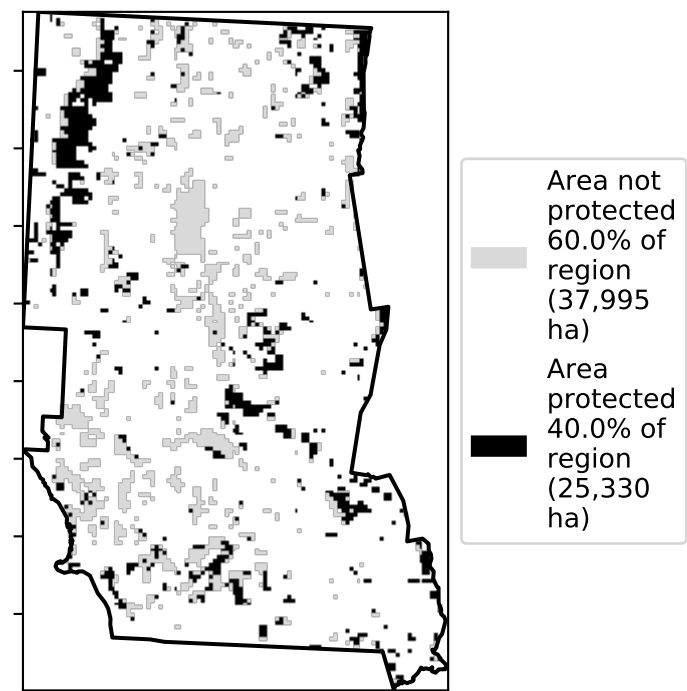 Area not
protected
60.0% of
region
(37,995
ha)
Area
protected
40.0% of
region
(25,330
ha)